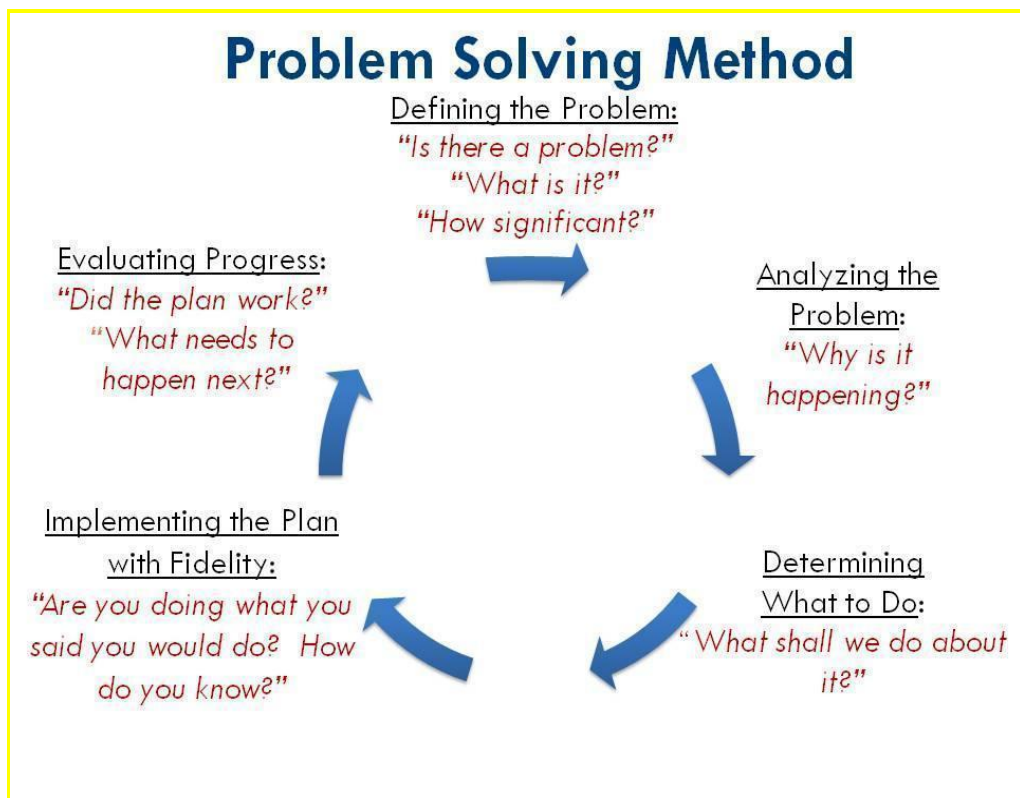 Problem Solving Method
Defining the Problem:
“Is there a problem?”
“What is it?”
“How significant?”
Analyzing the
Problem:
“Why is it
happening?”
Determining
What to Do:
“What shall we do about
it?”
Implementing the Plan
with Fidelity:
“Are you doing what you
said you would do?  How
do you know?”
Evaluating Progress:
“Did the plan work?”
“What needs to
happen next?”